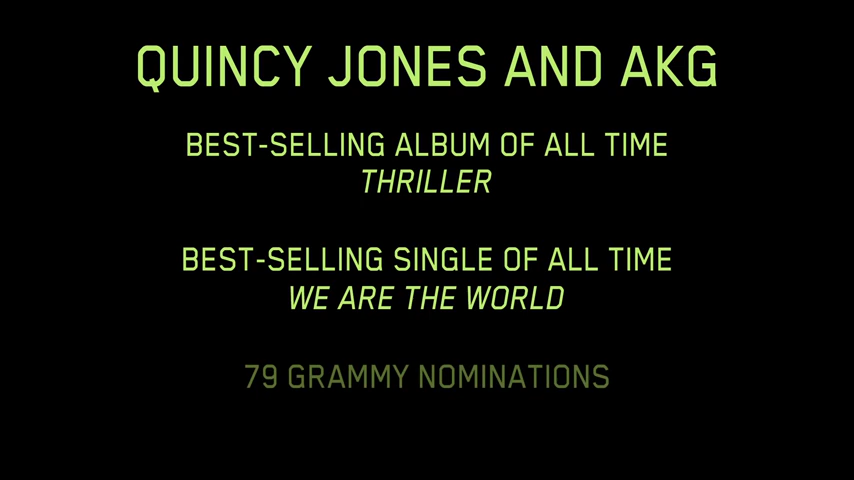 QUINCY JONES AND AKG
BEST-SELLING ALBUM OF ALL TIME
THRILLER
BEST-SELLING SINGLE OF ALL TIME
WE ARE THE WORLD
79 GRAMMY NOMINATIONS